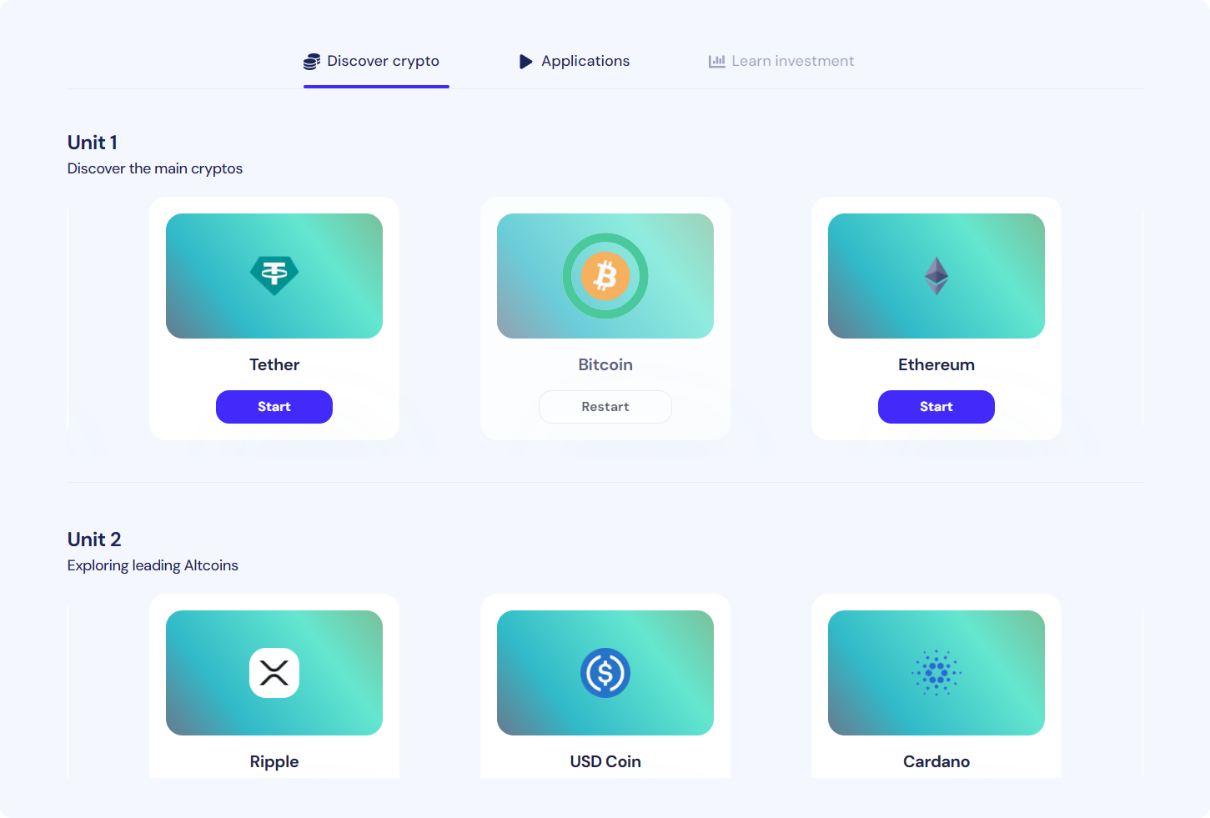 Discover crypto
Applications
Learn investment
Unit 1
Discover the main cryptos
Tether
Bitcoin
Ethereum
Start
Restart
Start
Unit 2
Exploring leading Altcoins
Ripple
USD Coin
Cardano